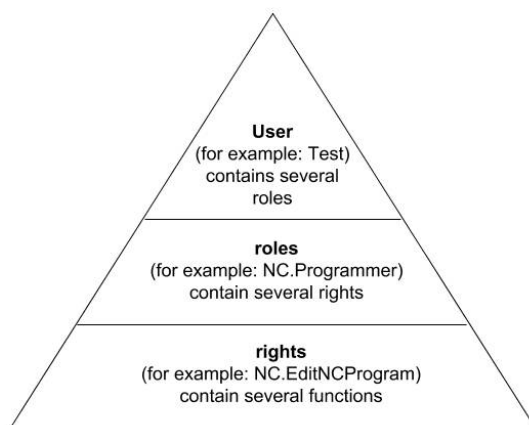 User
(for example: Test)
contains several
roles
roles
(for example: NC.Programmer)
contain several rights
rights
(for example: NC.EditNCProgram)
contain several functions